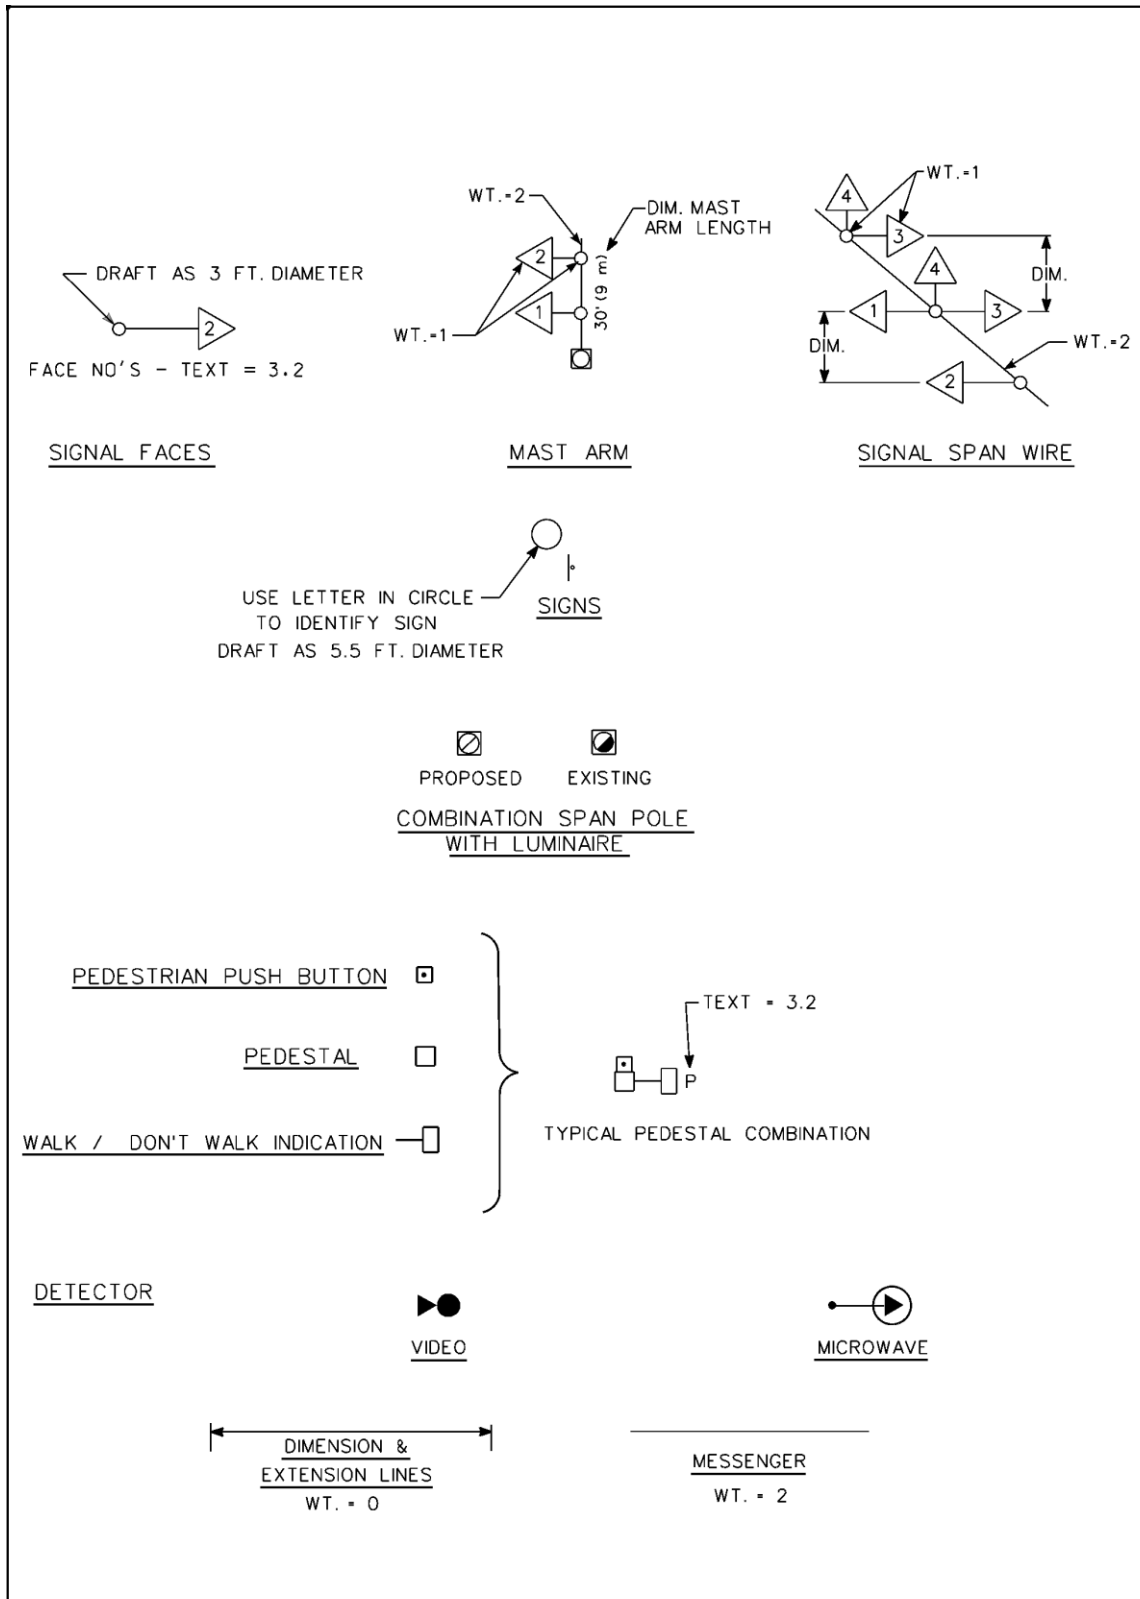 DRAFT AS 3 FT. DIAMETER
2
FACE NO'S - TEXT = 3.2
SIGNAL FACES
WT.=2
DIM. MAST
ARM LENGTH
2
1
30' (9 m)
WT.=1
MAST ARM
WT.=1
4
3
4
DIM.
1
3
DIM.
WT.=2
2
SIGNAL SPAN WIRE
USE LETTER IN CIRCLE
TO IDENTIFY SIGN
DRAFT AS 5.5 FT. DIAMETER
SIGNS
PROPOSED EXISTING
COMBINATION SPAN POLE
WITH LUMINAIRE
PEDESTRIAN PUSH BUTTON
PEDESTAL
WALK / DON'T WALK INDICATION
TEXT = 3.2
P
TYPICAL PEDESTAL COMBINATION
DETECTOR
VIDEO
MICROWAVE
DIMENSION &
EXTENSION LINES
WT. = 0
MESSENGER
WT. = 2